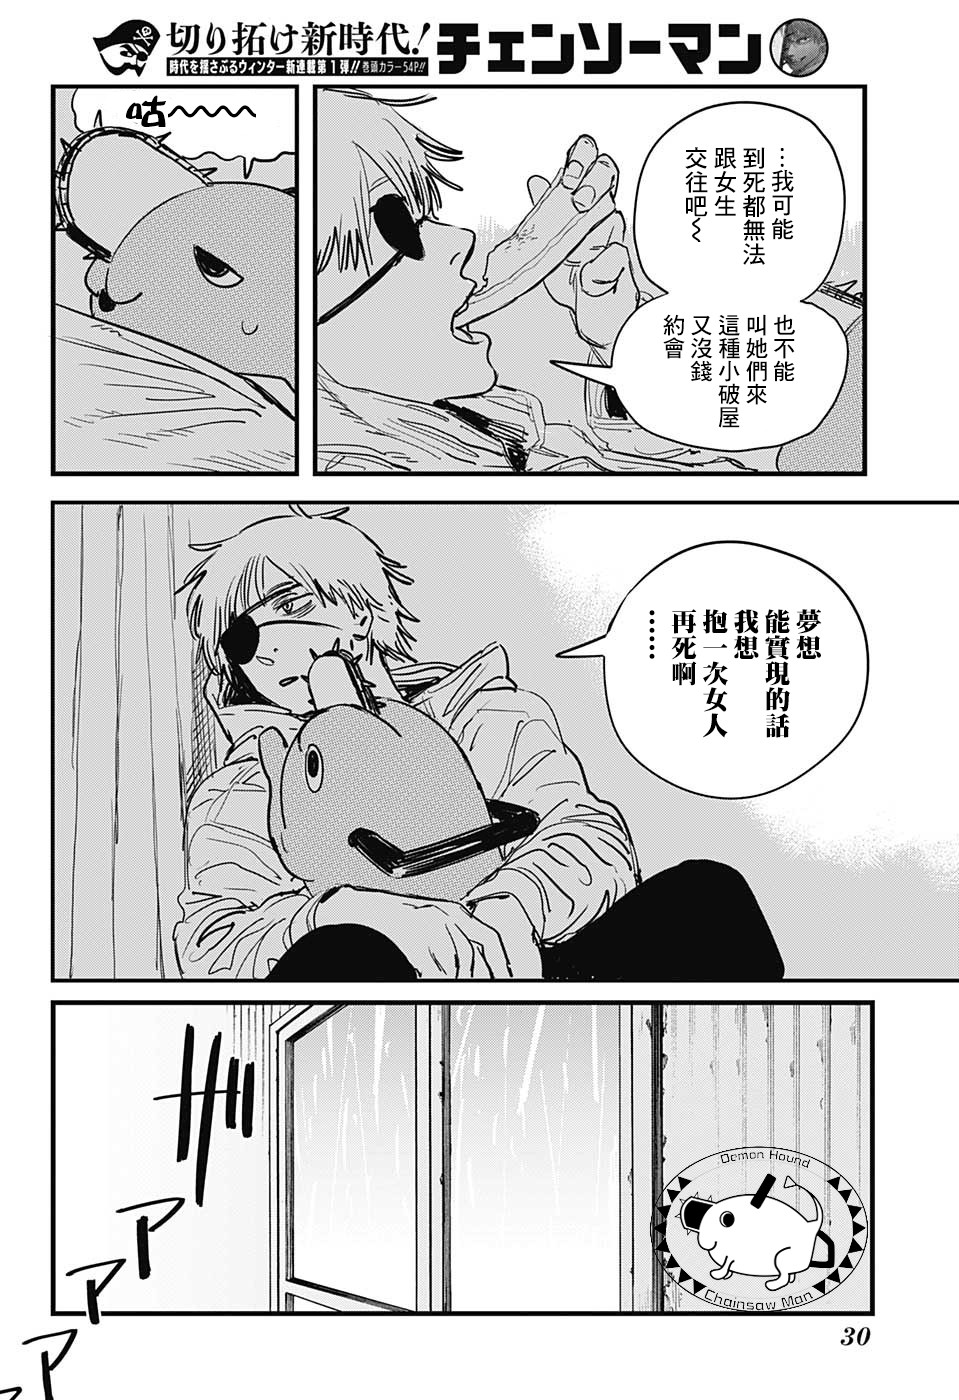 切り拓け新時代!
時代を揺さぶるウィンター新連載第1弾!! 巻頭カラー54P!!
チェンソーマン
…我可能
到死都無法
跟女生
交往吧~
也不能
叫她們來
這種小破屋
又沒錢
約會
咕~~~~
夢想
能實現的話
我想
抱一次女人
再死啊
……
ザアアア
Demon Hound
Chainsaw Man
30